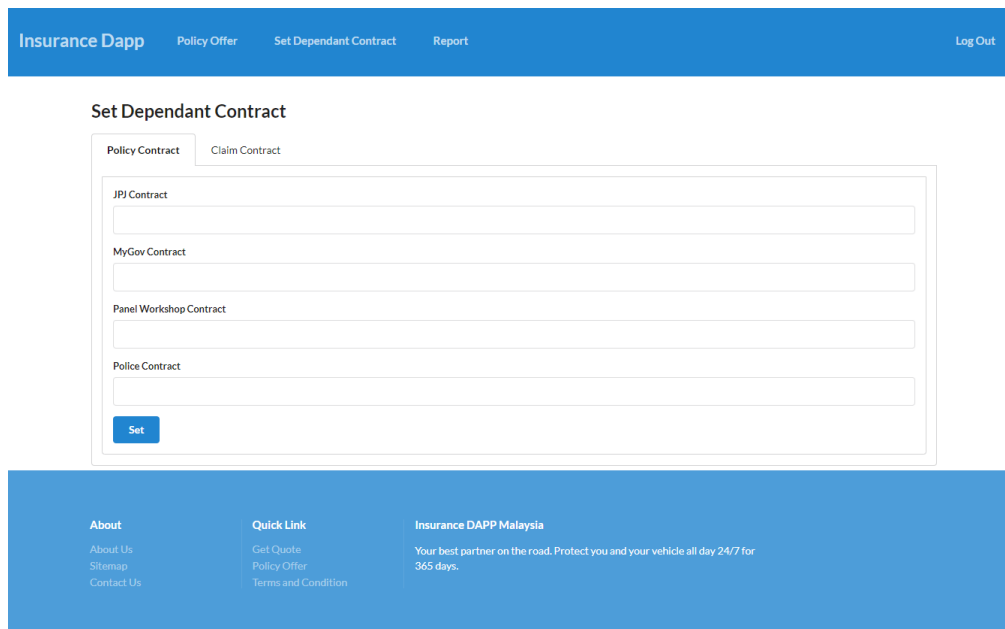 Insurance Dapp Policy Offer Set Dependant Contract Report Log Out
Set Dependant Contract
Policy Contract Claim Contract
JPJ Contract
MyGov Contract
Panel Workshop Contract
Police Contract
Set
About
About Us
Sitemap
Contact Us
Quick Link
Get Quote
Policy Offer
Terms and Condition
Insurance DAPP Malaysia
Your best partner on the road. Protect you and your vehicle all day 24/7 for
365 days.